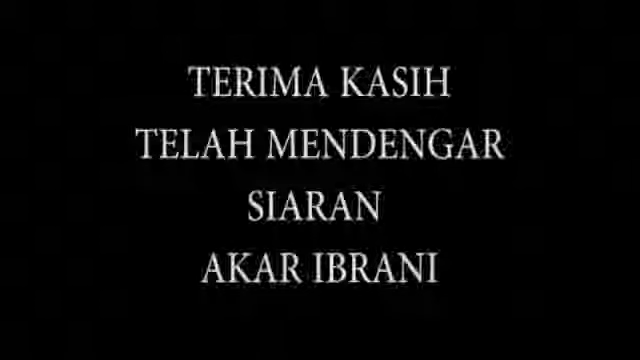 TERIMA KASIH
TELAH MENDENGAR
SIARAN
AKAR IBRANI